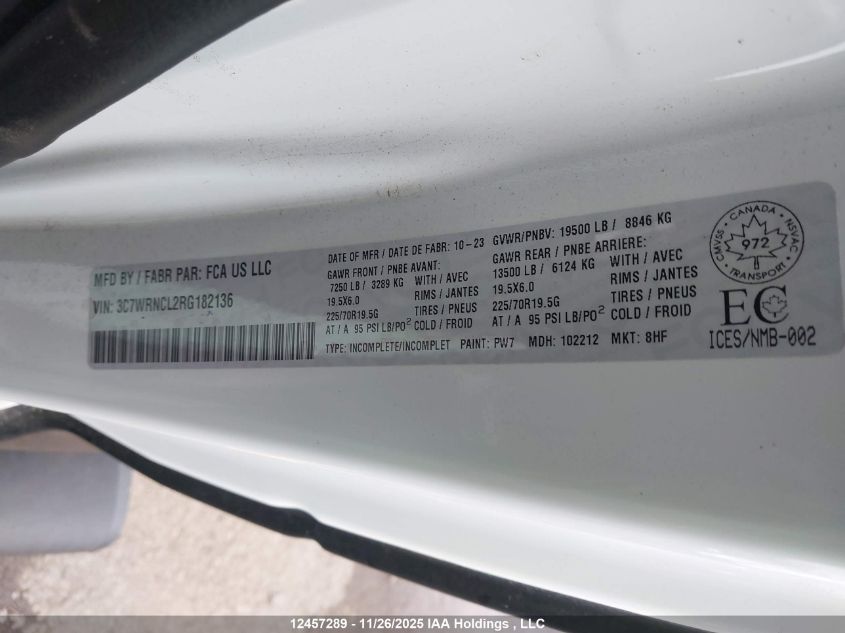 MFD BY / FABR PAR: FCA US LLC
VIN: 3C7WRNCL2RG182136
DATE OF MFR / DATE DE FABR: 10-23
GAWR FRONT / PNBE AVANT:
7250 LB / 3289 KG WITH / AVEC
19.5X6.0 RIMS / JANTES
225/70R19.5G TIRES / PNEUS
AT / A 95 PSI LB/PO² COLD / FROID
GVWR/PNBV: 19500 LB / 8846 KG
GAWR REAR / PNBE ARRIERE:
13500 LB / 6124 KG WITH / AVEC
19.5X6.0 RIMS / JANTES
225/70R19.5G TIRES / PNEUS
AT / A 95 PSI LB/PO² COLD / FROID
TYPE: INCOMPLETE/INCOMPLET PAINT: PW7 MDH: 102212 MKT: 8HF
CANADA
CMVSS 972 NSVAC
TRANSPORT
EC
ICES/NMB-002
12457289 - 11/26/2025 IAA Holdings, , LLC